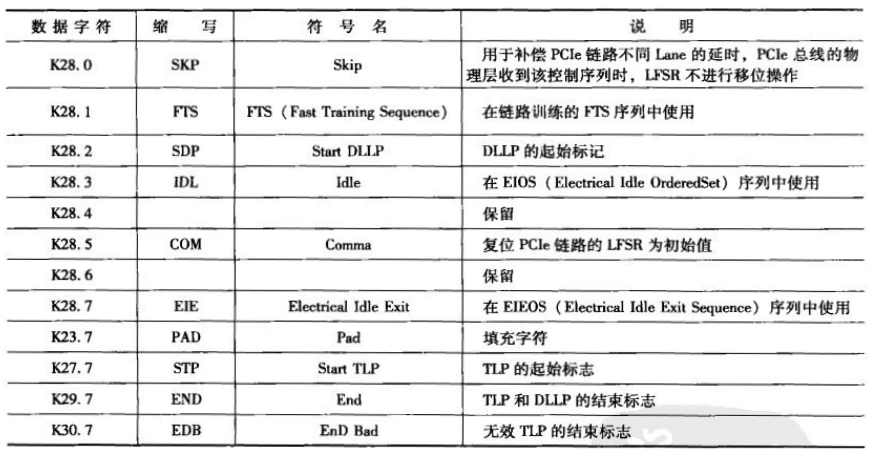 数据字符 缩 写 符 号 名 说 明
K28.0 SKP Skip 用于补偿 PCIe 链路不同 Lane 的延时，PCIe 总线的物
理层收到该控制序列时，LFSR 不进行移位操作
K28.1 FTS FTS（Fast Training Sequence） 在链路训练的 FTS 序列中使用
K28.2 SDP Start DLLP DLLP 的起始标记
K28.3 IDL Idle 在 EIOS（Electrical Idle OrderedSet）序列中使用
K28.4 保留
K28.5 COM Comma 复位 PCIe 链路的 LFSR 为初始值
K28.6 保留
K28.7 EIE Electrical Idle Exit 在 EIEOS（Electrical Idle Exit Sequence）序列中使用
K23.7 PAD Pad 填充字符
K27.7 STP Start TLP TLP 的起始标志
K29.7 END End TLP 和 DLLP 的结束标志
K30.7 EDB EnD Bad 无效 TLP 的结束标志